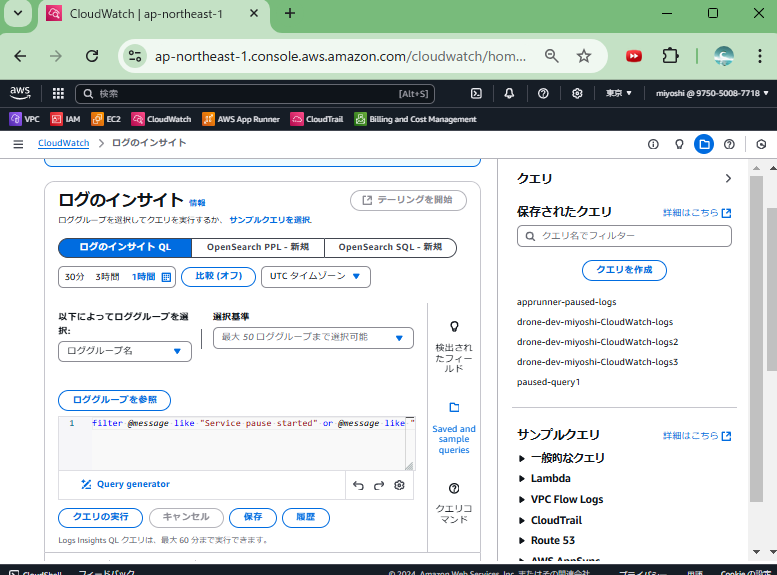 CloudWatch | ap-northeast-1
ap-northeast-1.console.aws.amazon.com/cloudwatch/hom...
aws
検索 [Alt+S]
東京 ▼
miyoshi @ 9750-5008-7718 ▼
VPC IAM EC2 CloudWatch AWS App Runner CloudTrail Billing and Cost Management
CloudWatch > ログのインサイト
ログのインサイト 情報
テーリングを開始
ロググループを選択してクエリを実行するか、サンプルクエリを選択.
ログのインサイト QL OpenSearch PPL - 新規 OpenSearch SQL - 新規
30分 3時間 1時間 比較 (オフ) UTC タイムゾーン ▼
以下によってロググループを選択:
選択基準
ロググループ名 ▼
最大 50 ロググループまで選択可能 ▼
ロググループを参照
1 filter @message like "Service pause started" or @message like "
Query generator
クエリの実行 キャンセル 保存 履歴
Logs Insights QL クエリは、最大 60 分まで実行できます。
検出されたフィールド
Saved and sample queries
クエリコマンド
クエリ
保存されたクエリ 詳細はこちら
クエリ名でフィルター
クエリを作成
apprunner-paused-logs
drone-dev-miyoshi-CloudWatch-logs
drone-dev-miyoshi-CloudWatch-logs2
drone-dev-miyoshi-CloudWatch-logs3
paused-query1
サンプルクエリ 詳細はこちら
一般的なクエリ
Lambda
VPC Flow Logs
CloudTrail
Route 53
AWS AppSync
CloudShell フィードバック
© 2024, Amazon Web Services, Inc. またはその関連会社
プライバシー 用語 Cookie の設定